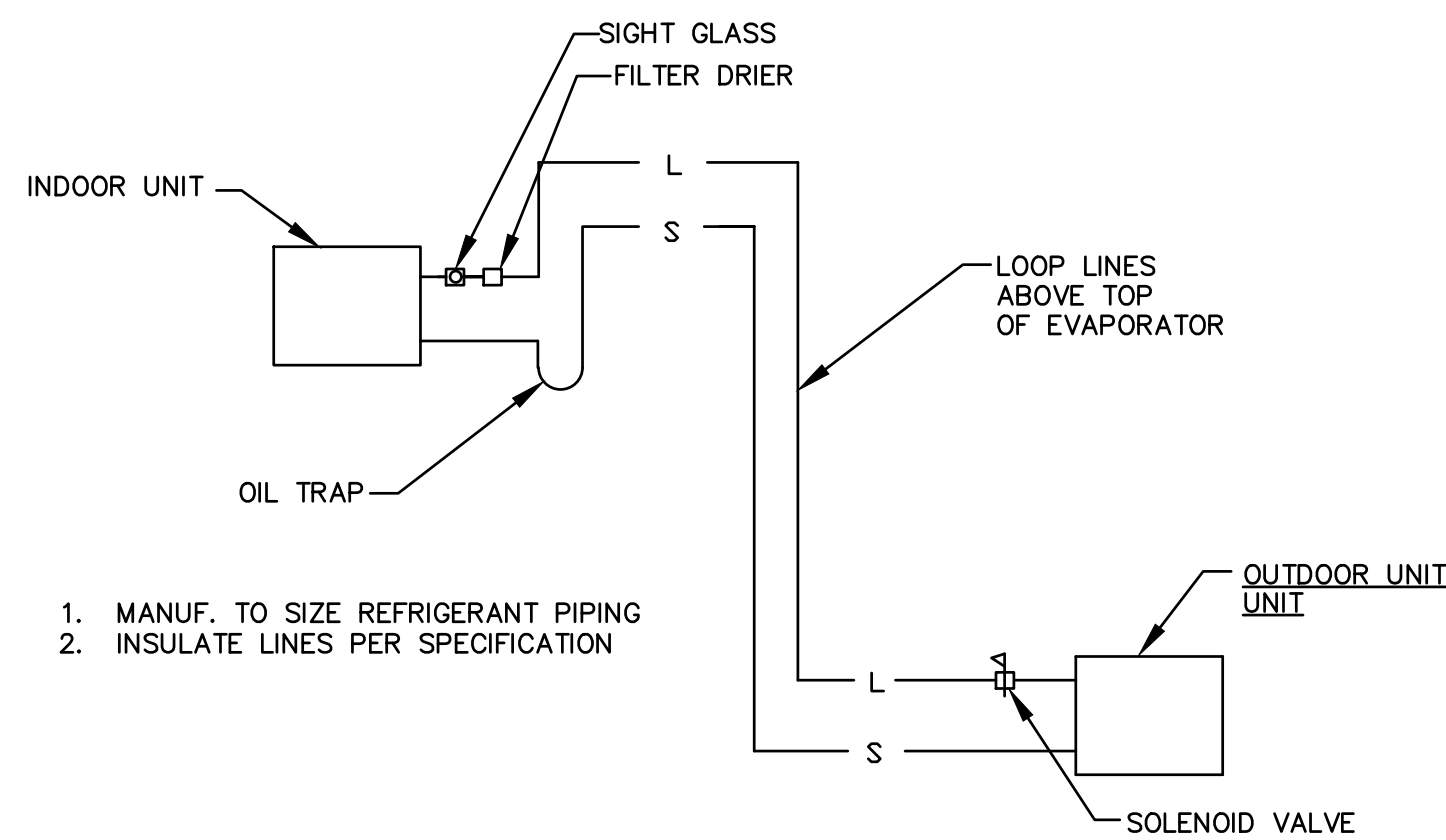 SIGHT GLASS
FILTER DRIER
L
INDOOR UNIT
S
LOOP LINES
ABOVE TOP
OF EVAPORATOR
OIL TRAP
OUTDOOR UNIT
UNIT
1. MANUF. TO SIZE REFRIGERANT PIPING
2. INSULATE LINES PER SPECIFICATION
L
S
SOLENOID VALVE